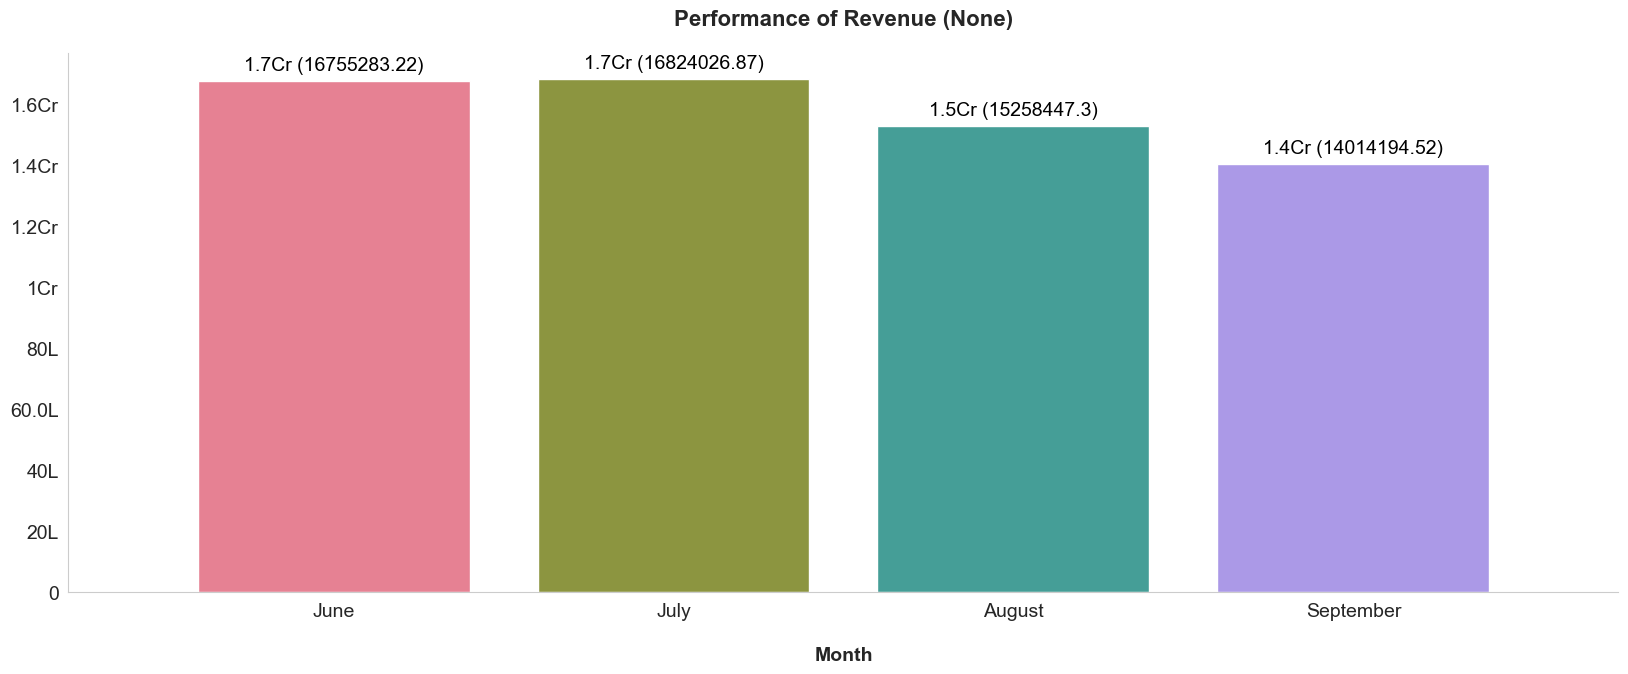 Performance of Revenue (None)
1.7Cr (16755283.22)
1.7Cr (16824026.87)
1.5Cr (15258447.3)
1.4Cr (14014194.52)
1.6Cr
1.4Cr
1.2Cr
1Cr
80L
60.0L
40L
20L
0
June
July
August
September
Month